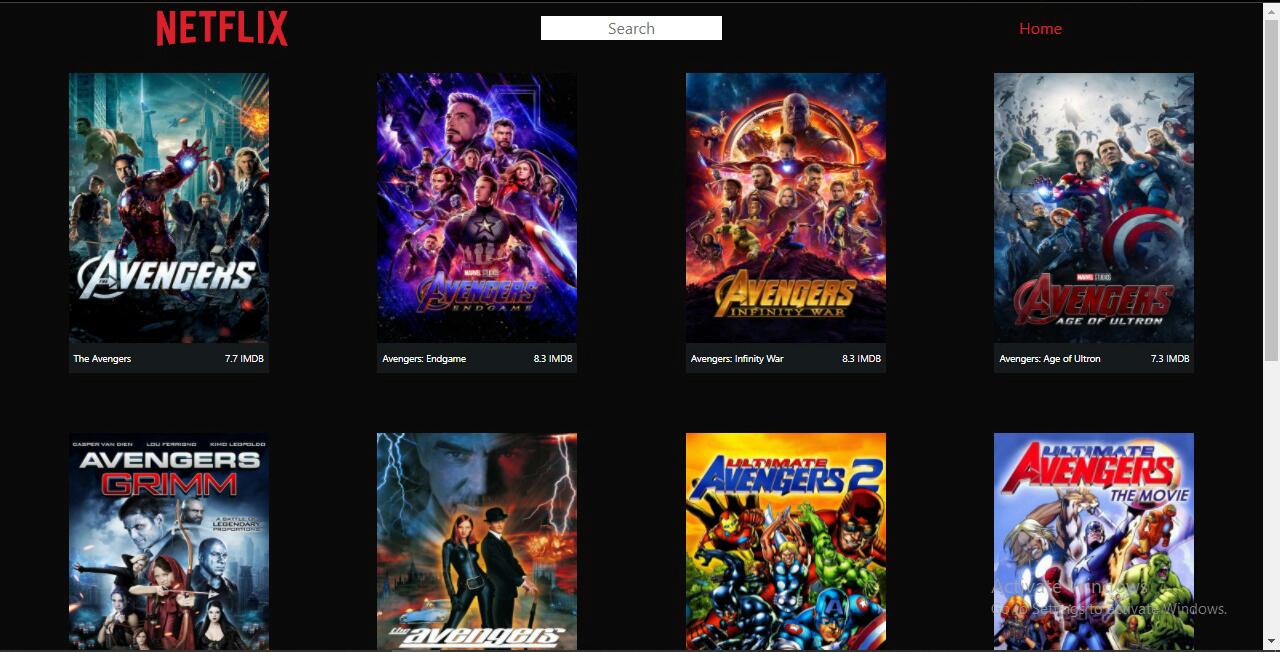 NETFLIX
Search
Home
THE AVENGERS
MARVEL STUDIOS
AVENGERS
ENDGAME
MARVEL STUDIOS
AVENGERS
INFINITY WAR
MARVEL STUDIOS
AVENGERS
AGE OF ULTRON
The Avengers
7.7 IMDB
Avengers: Endgame
8.3 IMDB
Avengers: Infinity War
8.3 IMDB
Avengers: Age of Ultron
7.3 IMDB
CASPER VAN DIEN LOU FERRIGNO KIMO LEOPOLDO
AVENGERS
GRIMM
A BATTLE OF
LEGENDARY
PROPORTIONS
the avengers
ULTIMATE
AVENGERS 2
ULTIMATE
AVENGERS
THE MOVIE
Activate Windows
Go to Settings to activate Windows.